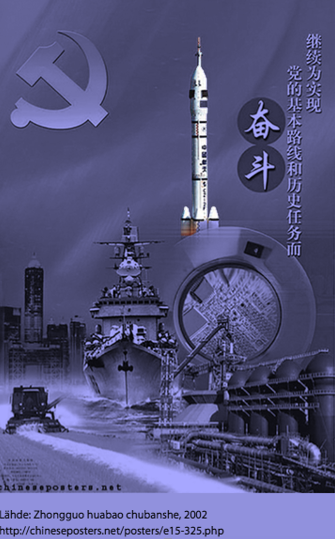 继续为实现
党的基本路线和历史任务而
奋斗
chineseposters.net
Lähde: Zhongguo huabao chubanshe, 2002
http://chineseposters.net/posters/e15-325.php